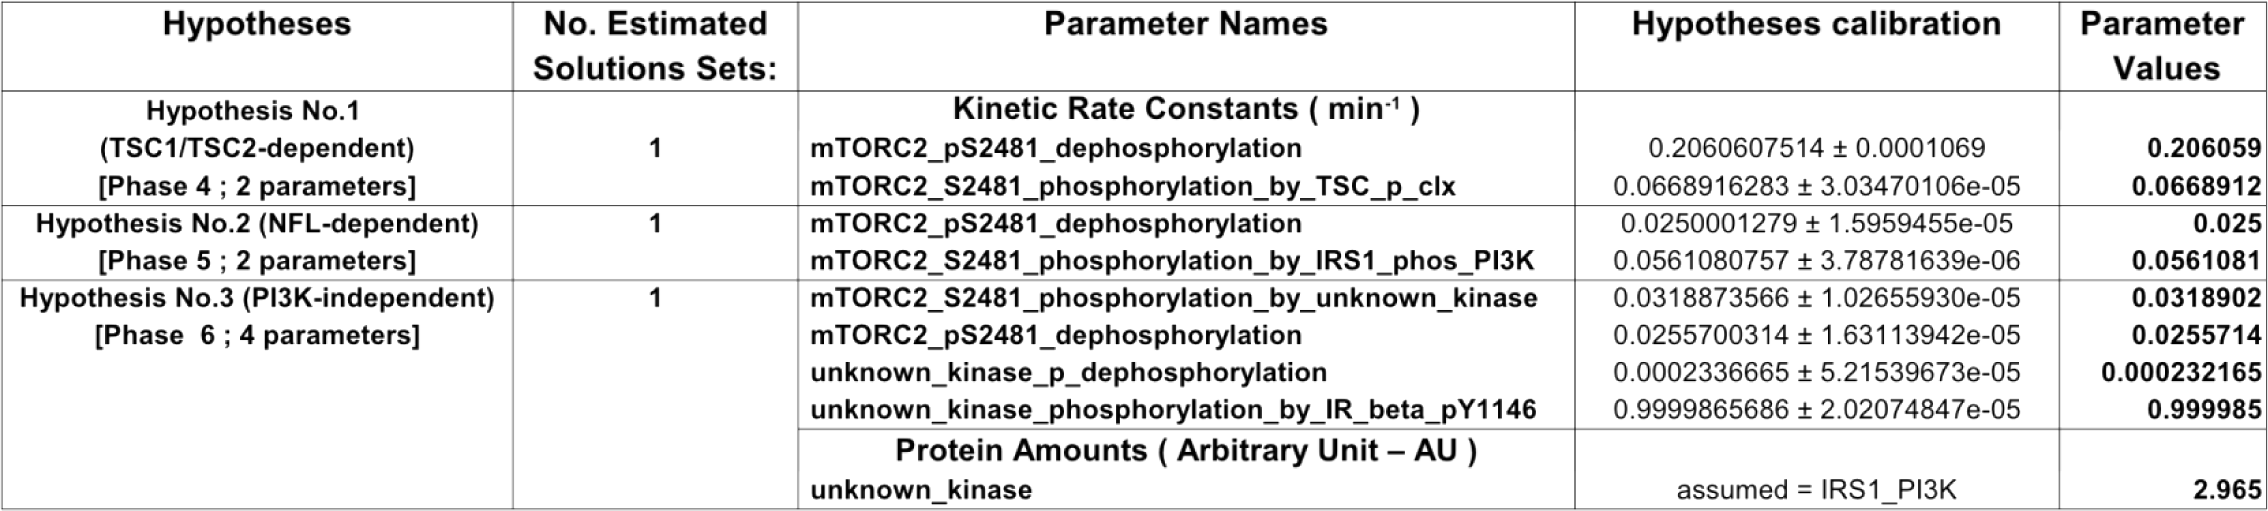 Hypotheses No. Estimated Solutions Sets: Parameter Names Hypotheses calibration Parameter Values
Hypothesis No.1 Kinetic Rate Constants ( min-1 )
(TSC1/TSC2-dependent) 1 mTORC2_pS2481_dephosphorylation 0.2060607514 ± 0.0001069 0.206059
[Phase 4 ; 2 parameters] mTORC2_S2481_phosphorylation_by_TSC_p_clx 0.0668916283 ± 3.03470106e-05 0.0668912
Hypothesis No.2 (NFL-dependent) 1 mTORC2_pS2481_dephosphorylation 0.0250001279 ± 1.5959455e-05 0.025
[Phase 5 ; 2 parameters] mTORC2_S2481_phosphorylation_by_IRS1_phos_PI3K 0.0561080757 ± 3.78781639e-06 0.0561081
Hypothesis No.3 (PI3K-independent) 1 mTORC2_S2481_phosphorylation_by_unknown_kinase 0.0318873566 ± 1.02655930e-05 0.0318902
[Phase 6 ; 4 parameters] mTORC2_pS2481_dephosphorylation 0.0255700314 ± 1.63113942e-05 0.0255714
unknown_kinase_p_dephosphorylation 0.0002336665 ± 5.21539673e-05 0.000232165
unknown_kinase_phosphorylation_by_IR_beta_pY1146 0.9999865686 ± 2.02074847e-05 0.999985
Protein Amounts ( Arbitrary Unit – AU )
unknown_kinase assumed = IRS1_PI3K 2.965